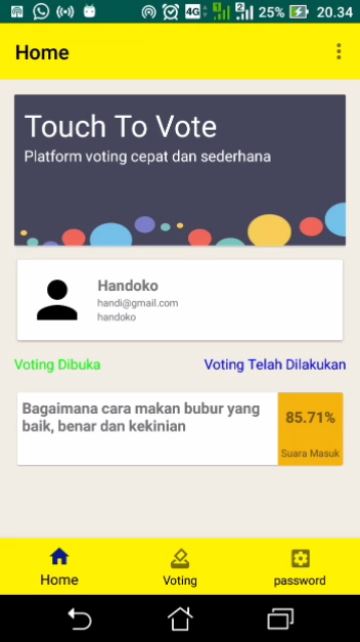 4G 1 2 25% 20.34
Home
Touch To Vote
Platform voting cepat dan sederhana
Handoko
handi@gmail.com
handoko
Voting Dibuka Voting Telah Dilakukan
Bagaimana cara makan bubur yang
baik, benar dan kekinian
85.71%
Suara Masuk
Home Voting password